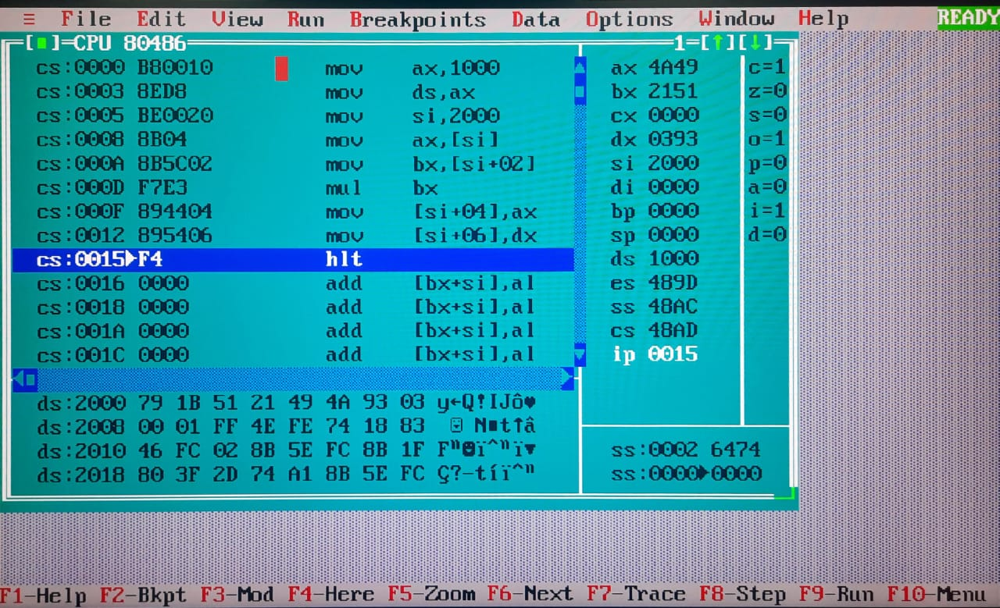 ≡ File Edit View Run Breakpoints Data Options Window Help READY
[■]=CPU 80486 1=[↑][↓]
cs:0000 B80010 mov ax,1000 ax 4A49 c=1
cs:0003 8ED8 mov ds,ax bx 2151 z=0
cs:0005 BE0020 mov si,2000 cx 0000 s=0
cs:0008 8B04 mov ax,[si] dx 0393 o=1
cs:000A 8B5C02 mov bx,[si+02] si 2000 p=0
cs:000D F7E3 mul bx di 0000 a=0
cs:000F 894404 mov [si+04],ax bp 0000 i=1
cs:0012 895406 mov [si+06],dx sp 0000 d=0
cs:0015►F4 hlt ds 1000
cs:0016 0000 add [bx+si],al es 489D
cs:0018 0000 add [bx+si],al ss 48AC
cs:001A 0000 add [bx+si],al cs 48AD
cs:001C 0000 add [bx+si],al ip 0015
ds:2000 79 1B 51 21 49 4A 93 03 y←Q!IJô♥
ds:2008 00 01 FF 4E FE 74 18 83 ☺ N■t↑â
ds:2010 46 FC 02 8B 5E FC 8B 1F Fⁿ☻ï^ⁿï▼ ss:0002 6474
ds:2018 80 3F 2D 74 A1 8B 5E FC Ç?-tíï^ⁿ ss:0000►0000
F1-Help F2-Bkpt F3-Mod F4-Here F5-Zoom F6-Next F7-Trace F8-Step F9-Run F10-Menu